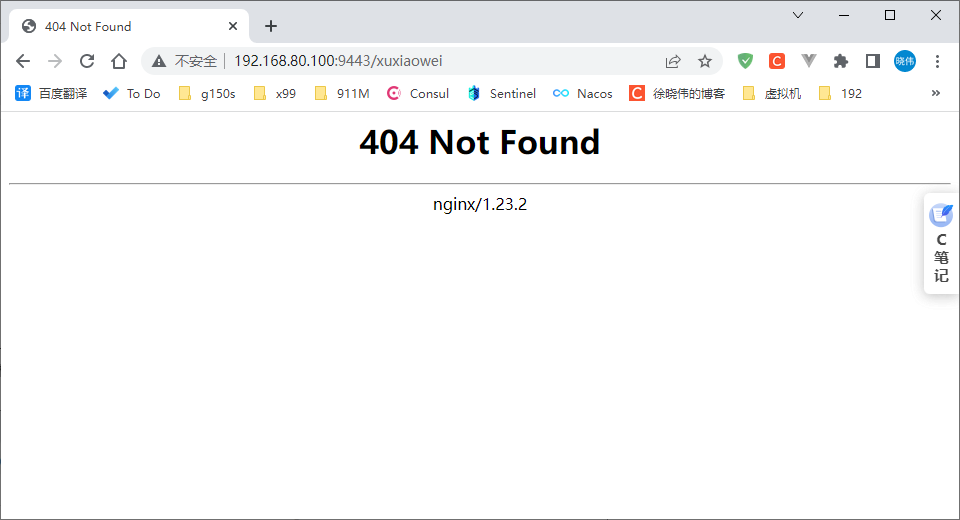 404 Not Found
不安全 192.168.80.100:9443/xuxiaowei 晓伟
译 百度翻译 To Do g150s x99 911M Consul Sentinel Nacos C 徐晓伟的博客 虚拟机 192 »
404 Not Found
nginx/1.23.2
C
笔
记